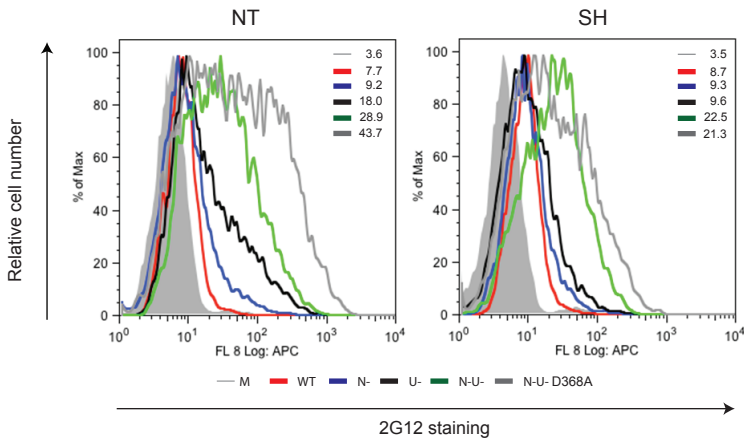 NT
SH
Relative cell number
% of Max
100
80
60
40
20
0
10⁰ 10¹ 10² 10³ 10⁴
FL 8 Log: APC
3.6
7.7
9.2
18.0
28.9
43.7
% of Max
100
80
60
40
20
0
10⁰ 10¹ 10² 10³ 10⁴
FL 8 Log: APC
3.5
8.7
9.3
9.6
22.5
21.3
M WT N- U- N-U- N-U- D368A
2G12 staining